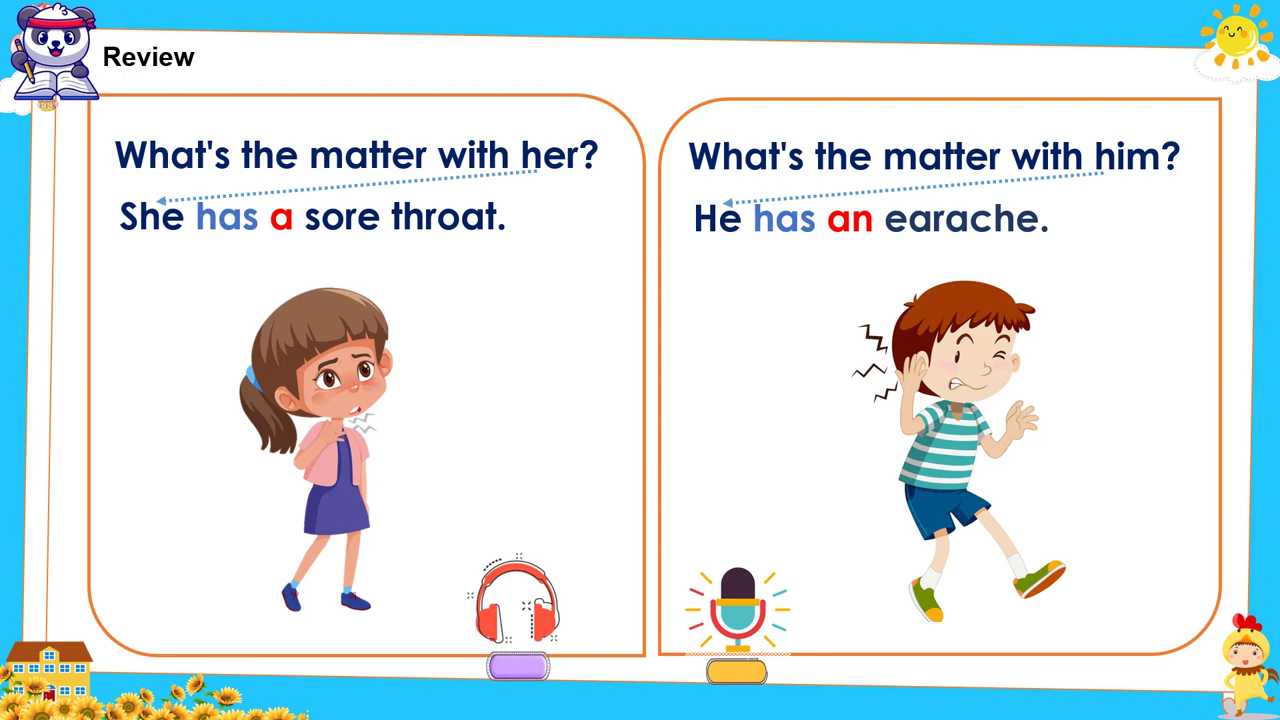 Review
What's the matter with her?
She has a sore throat.
What's the matter with him?
He has an earache.